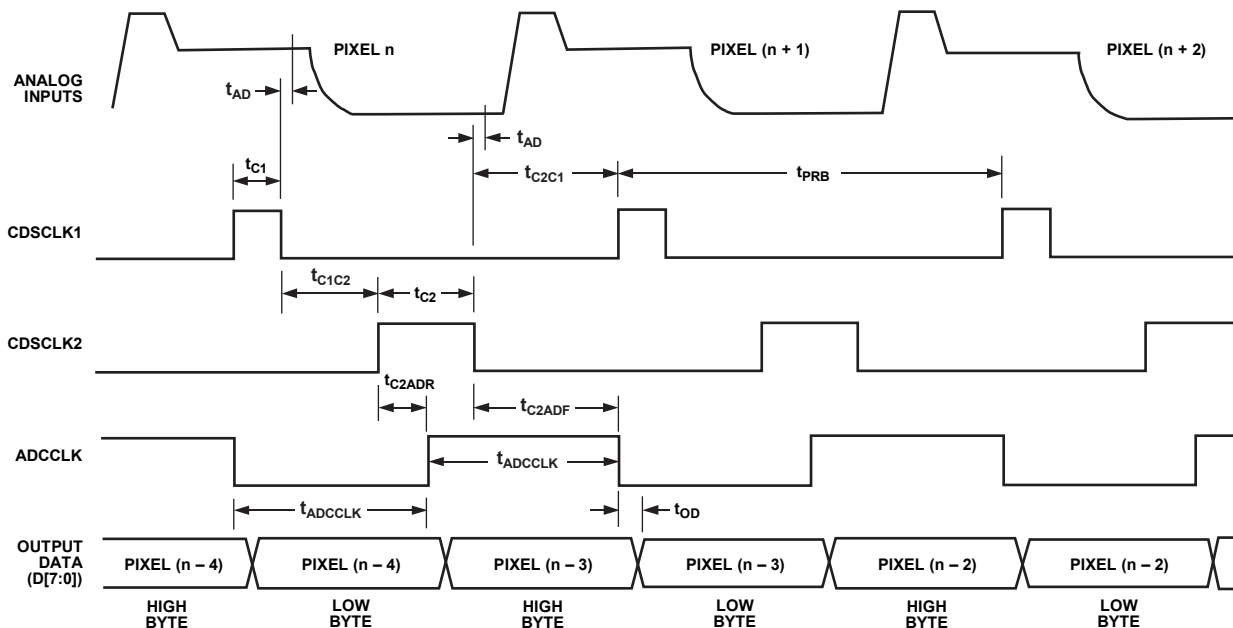 ANALOG
INPUTS
PIXEL n
PIXEL (n + 1)
PIXEL (n + 2)
tAD
tAD
tC1
tC2C1
tPRB
CDSCLK1
tC1C2
tC2
CDSCLK2
tC2ADR
tC2ADF
ADCCLK
tADCCLK
tADCCLK
tOD
OUTPUT
DATA
(D[7:0])
PIXEL (n – 4)
PIXEL (n – 4)
PIXEL (n – 3)
PIXEL (n – 3)
PIXEL (n – 2)
PIXEL (n – 2)
HIGH
BYTE
LOW
BYTE
HIGH
BYTE
LOW
BYTE
HIGH
BYTE
LOW
BYTE